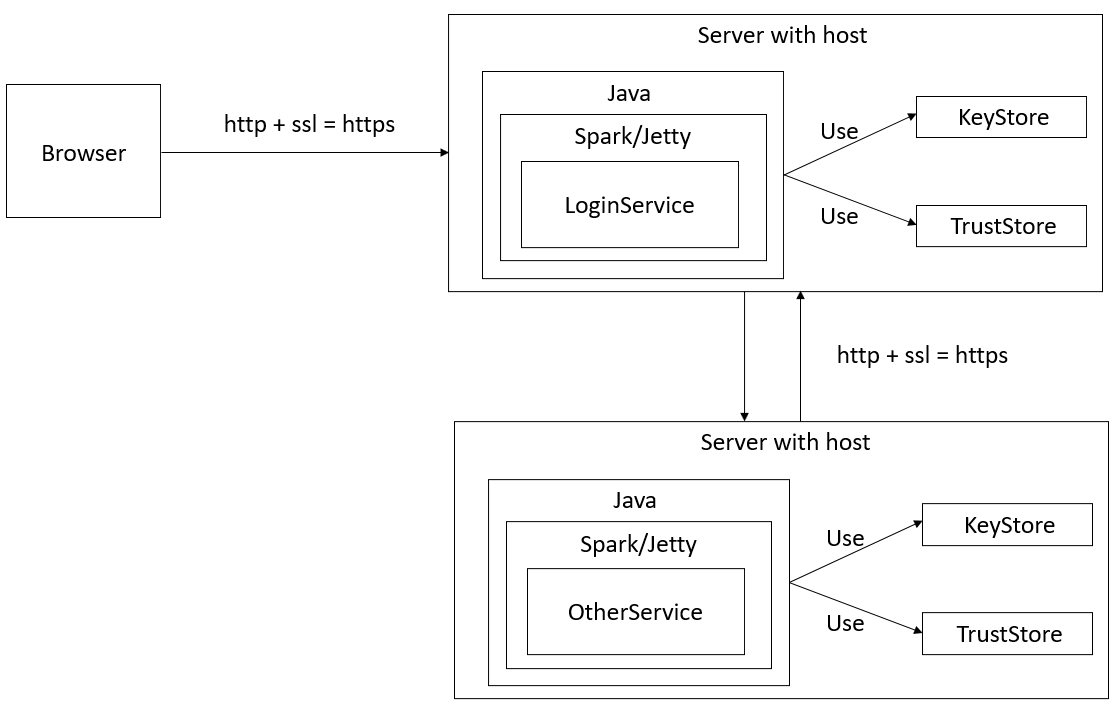 Server with host
Browser
http + ssl = https
Java
Spark/Jetty
LoginService
Use
KeyStore
Use
TrustStore
http + ssl = https
Server with host
Java
Spark/Jetty
OtherService
Use
KeyStore
Use
TrustStore